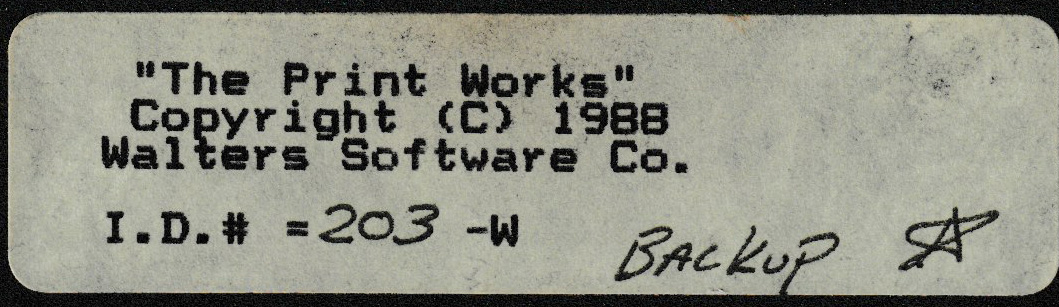 "The Print Works"
Copyright (C) 1988
Walters Software Co.
I.D.# =203 -W
BACKUP